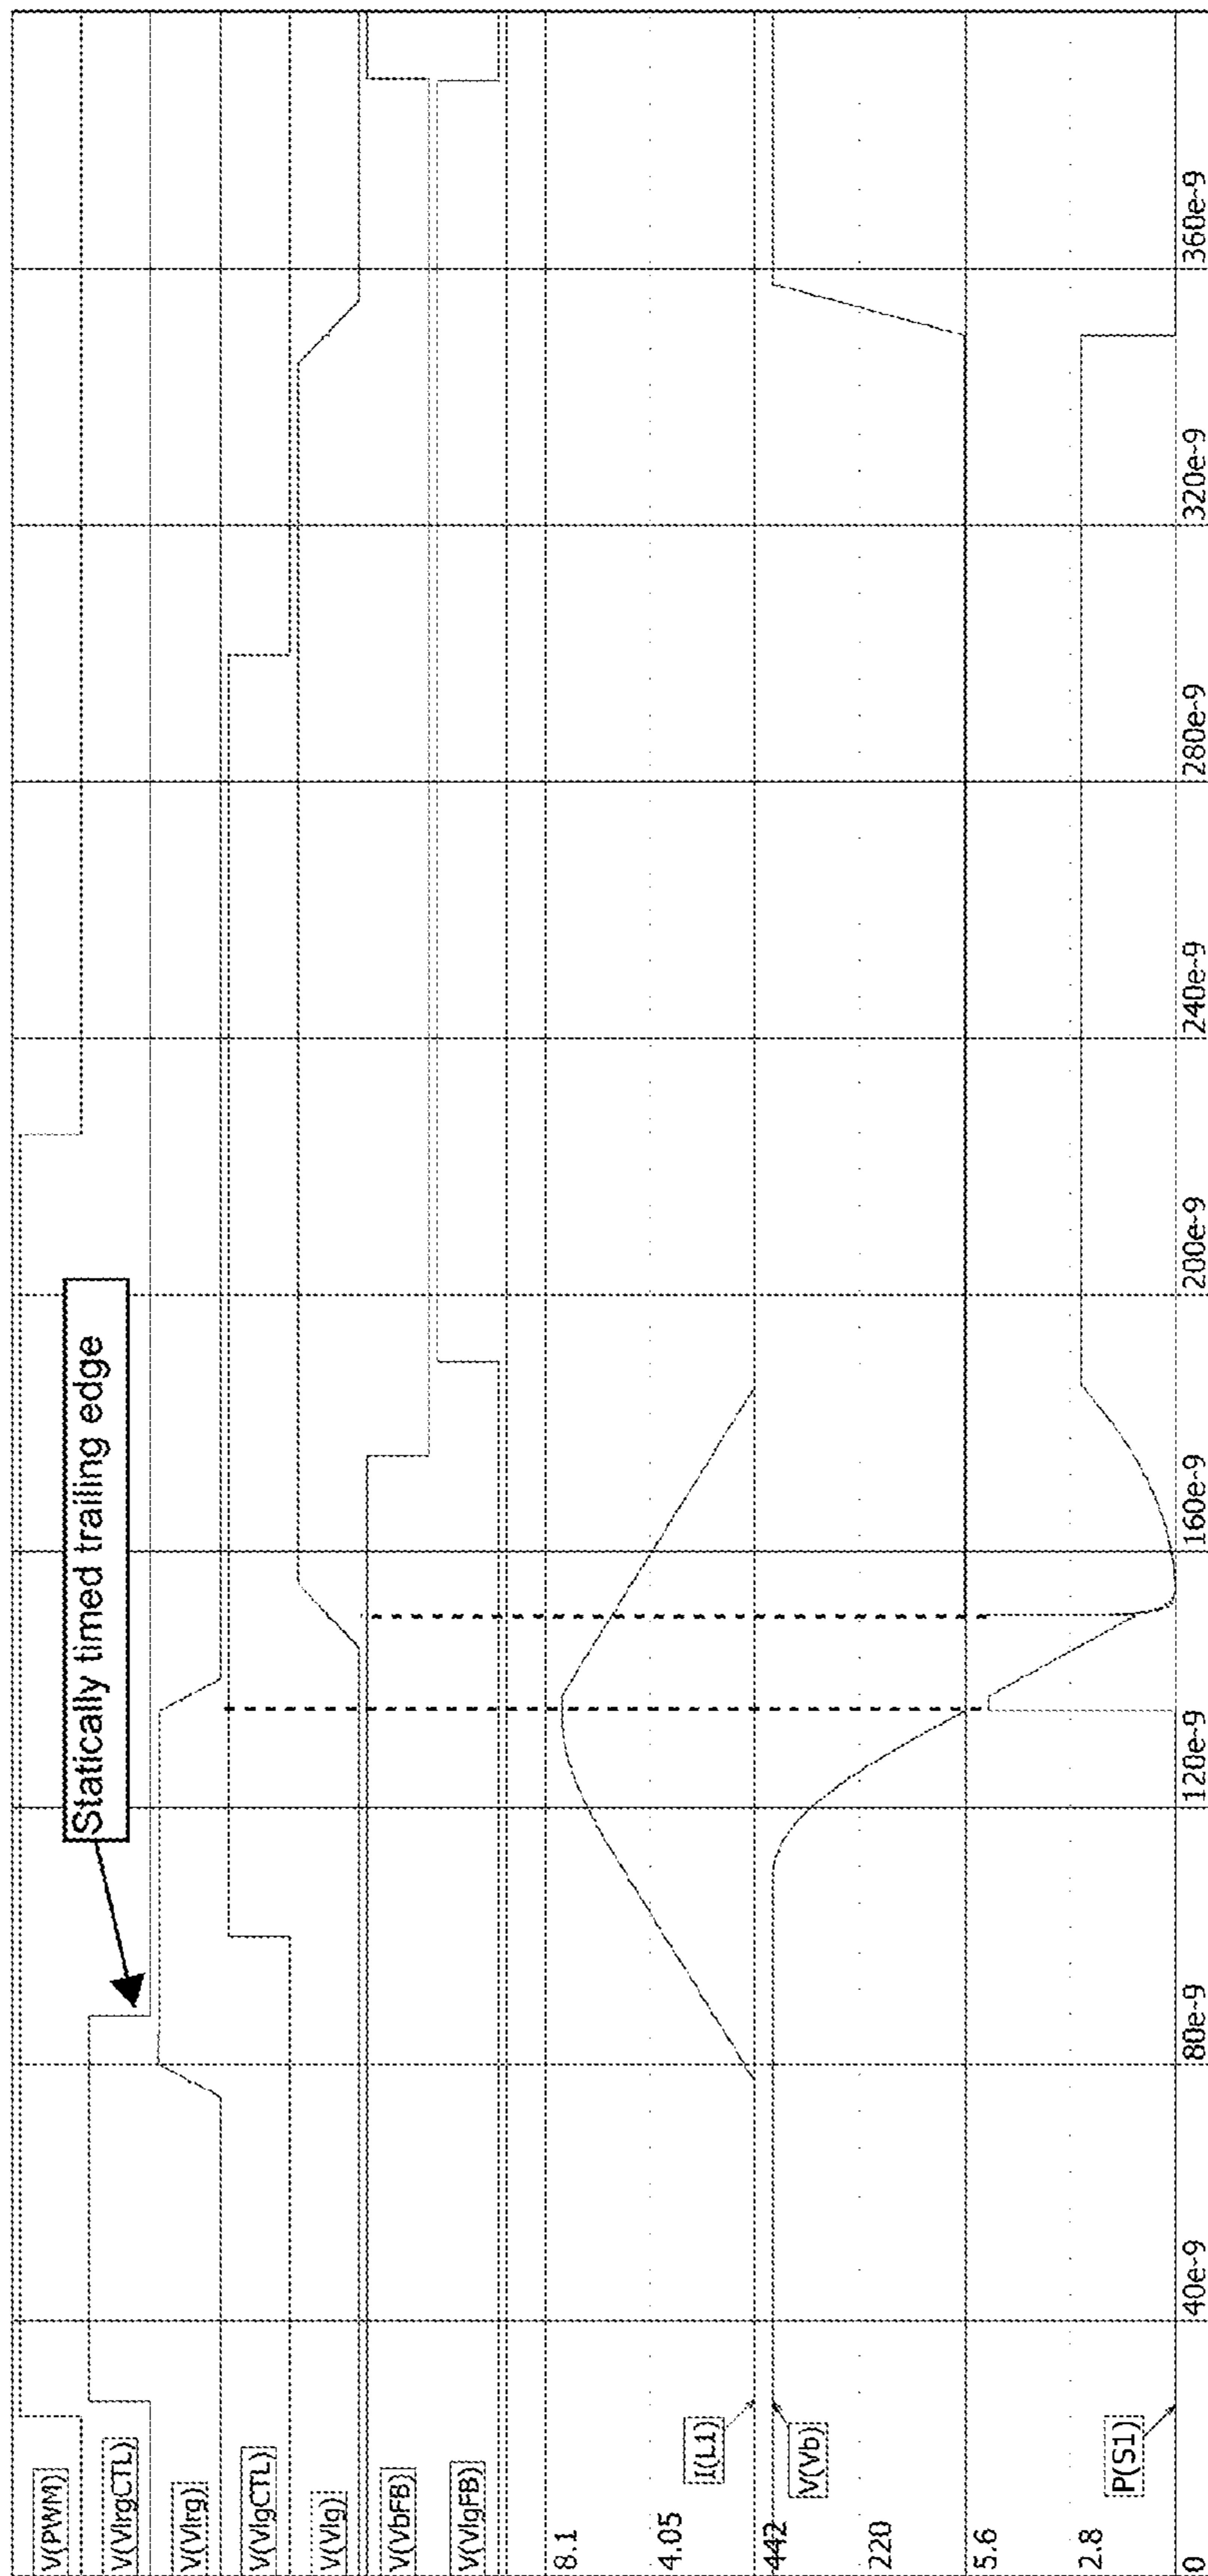 V(PWM)
V(VlrgCTL)
V(Vlrg)
V(VlgCTL)
V(Vlg)
V(VbFB)
V(VlgFB)
Statically timed trailing edge
8.1
4.05
I(L1)
442
V(Vb)
220
5.6
2.8
P(S1)
0
40e-9
80e-9
120e-9
160e-9
200e-9
240e-9
280e-9
320e-9
360e-9